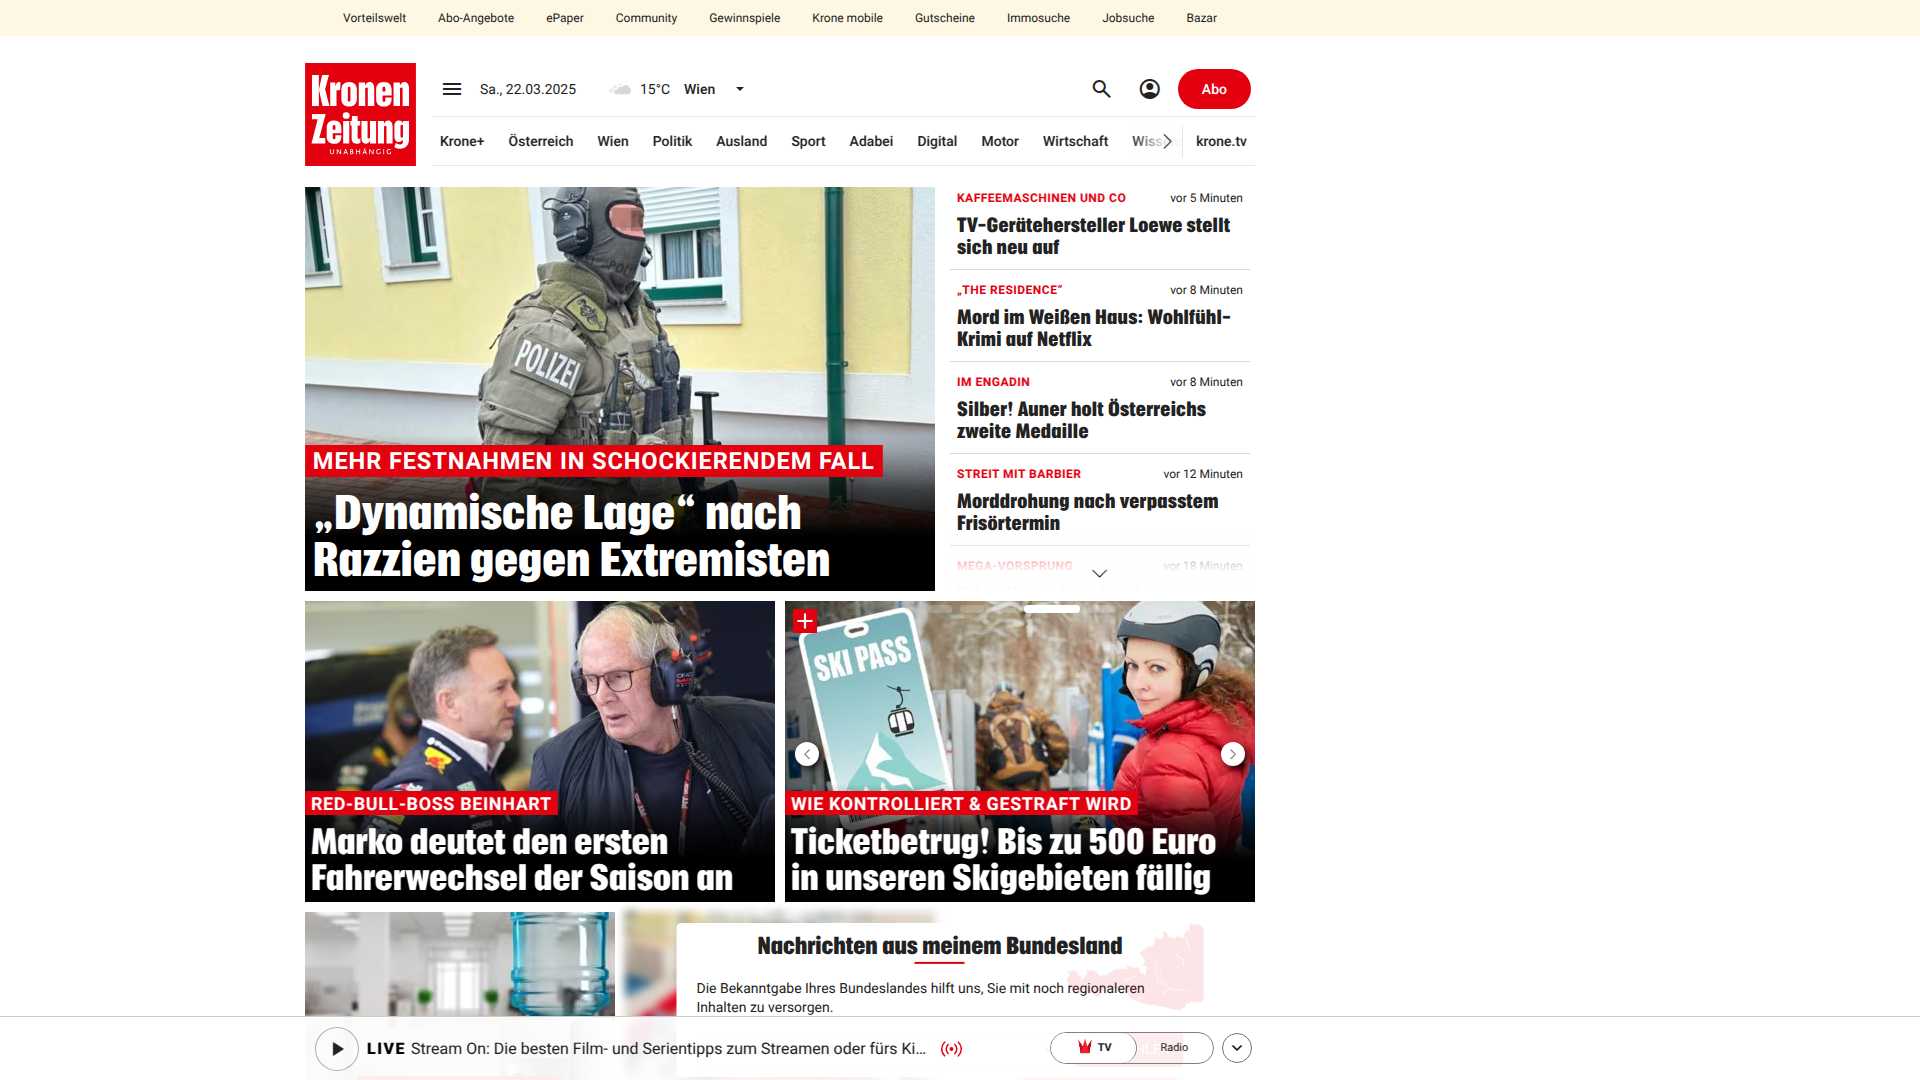 Vorteilswelt Abo-Angebote ePaper Community Gewinnspiele Krone mobile Gutscheine Immosuche Jobsuche Bazar
Kronen
Zeitung
UNABHÄNGIG
Sa., 22.03.2025 15°C Wien
Abo
Krone+ Österreich Wien Politik Ausland Sport Adabei Digital Motor Wirtschaft Wiss krone.tv
POLIZEI
MEHR FESTNAHMEN IN SCHOCKIERENDEM FALL
„Dynamische Lage“ nach
Razzien gegen Extremisten
KAFFEEMASCHINEN UND CO vor 5 Minuten
TV-Gerätehersteller Loewe stellt
sich neu auf
„THE RESIDENCE“ vor 8 Minuten
Mord im Weißen Haus: Wohlfühl-
Krimi auf Netflix
IM ENGADIN vor 8 Minuten
Silber! Auner holt Österreichs
zweite Medaille
STREIT MIT BARBIER vor 12 Minuten
Morddrohung nach verpasstem
Frisörtermin
MEGA-VORSPRUNG vor 18 Minuten
RED-BULL-BOSS BEINHART
Marko deutet den ersten
Fahrerwechsel der Saison an
SKI PASS
WIE KONTROLLIERT & GESTRAFT WIRD
Ticketbetrug! Bis zu 500 Euro
in unseren Skigebieten fällig
Nachrichten aus meinem Bundesland
Die Bekanntgabe Ihres Bundeslandes hilft uns, Sie mit noch regionaleren
Inhalten zu versorgen.
LIVE Stream On: Die besten Film- und Serientipps zum Streamen oder fürs Ki...
TV Radio